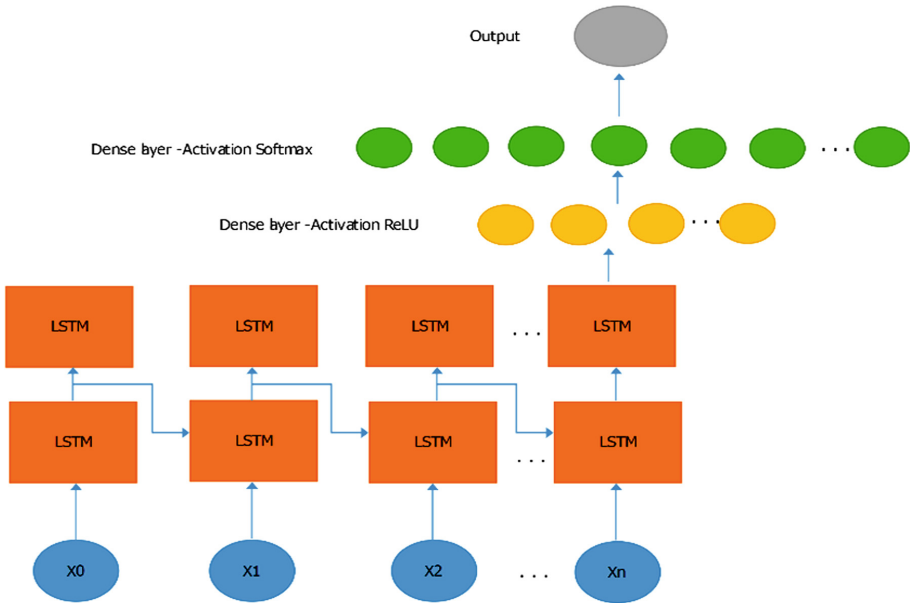 Output
Dense layer -Activation Softmax
. . .
Dense layer -Activation ReLU
. . .
LSTM LSTM LSTM . . . LSTM
LSTM LSTM LSTM . . . LSTM
X0 X1 X2 . . . Xn